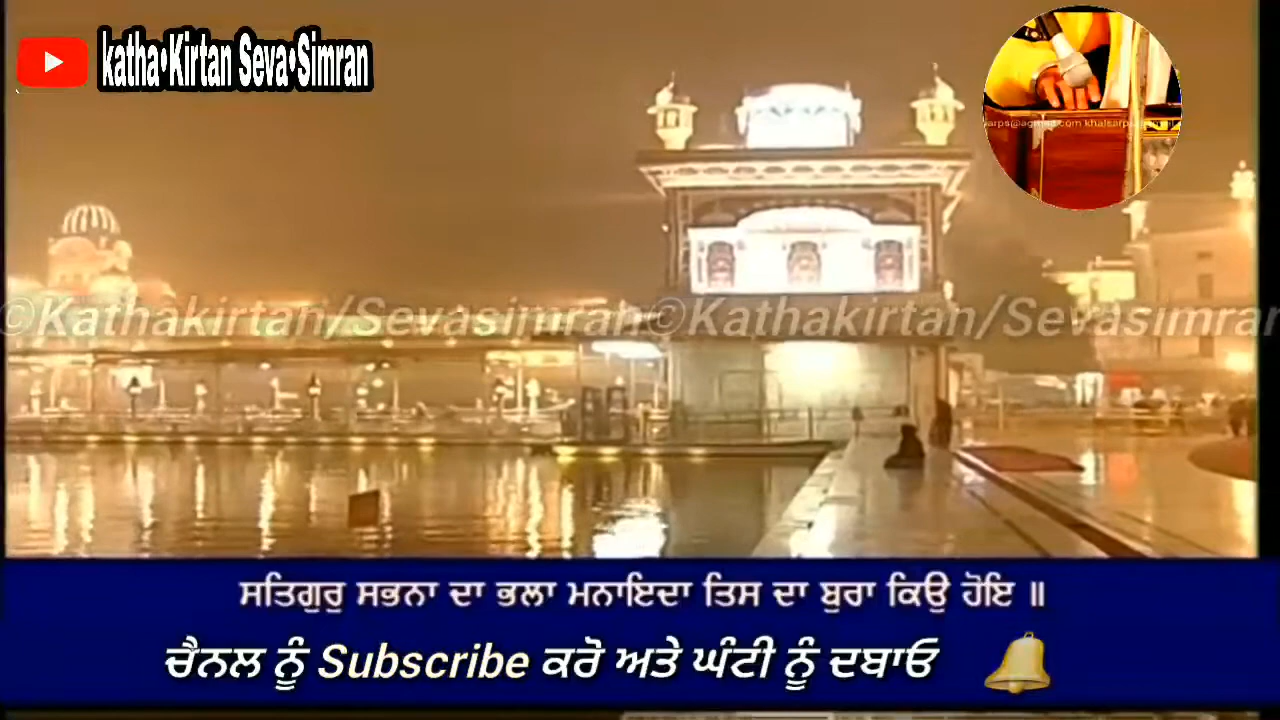 katha•Kirtan Seva•Simran
©Kathakirtan/Sevasimran©Kathakirtan/Sevasimran
ਸਤਿਗੁਰੁ ਸਭਨਾ ਦਾ ਭਲਾ ਮਨਾਇਦਾ ਤਿਸ ਦਾ ਬੁਰਾ ਕਿਉ ਹੋਇ ॥
ਚੈਨਲ ਨੂੰ Subscribe ਕਰੋ ਅਤੇ ਘੰਟੀ ਨੂੰ ਦਬਾਓ